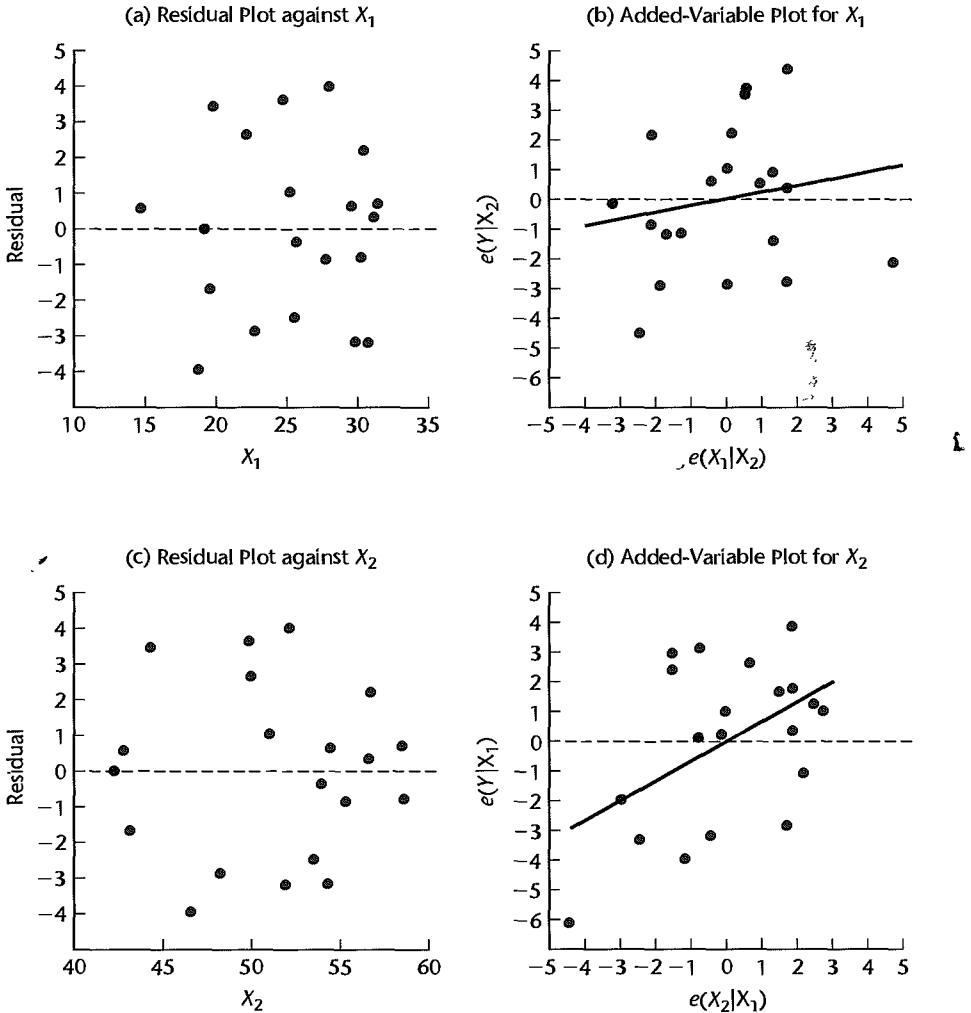 (a) Residual Plot against X1
5
4
3
2
1
0
−1
−2
−3
−4
Residual
10 15 20 25 30 35
X1
(b) Added-Variable Plot for X1
5
4
3
2
1
0
−1
−2
−3
−4
−5
−6
e(Y|X2)
−5 −4 −3 −2 −1 0 1 2 3 4 5
e(X1|X2)
(c) Residual Plot against X2
5
4
3
2
1
0
−1
−2
−3
−4
Residual
40 45 50 55 60
X2
(d) Added-Variable Plot for X2
5
4
3
2
1
0
−1
−2
−3
−4
−5
−6
e(Y|X1)
−5 −4 −3 −2 −1 0 1 2 3 4 5
e(X2|X1)